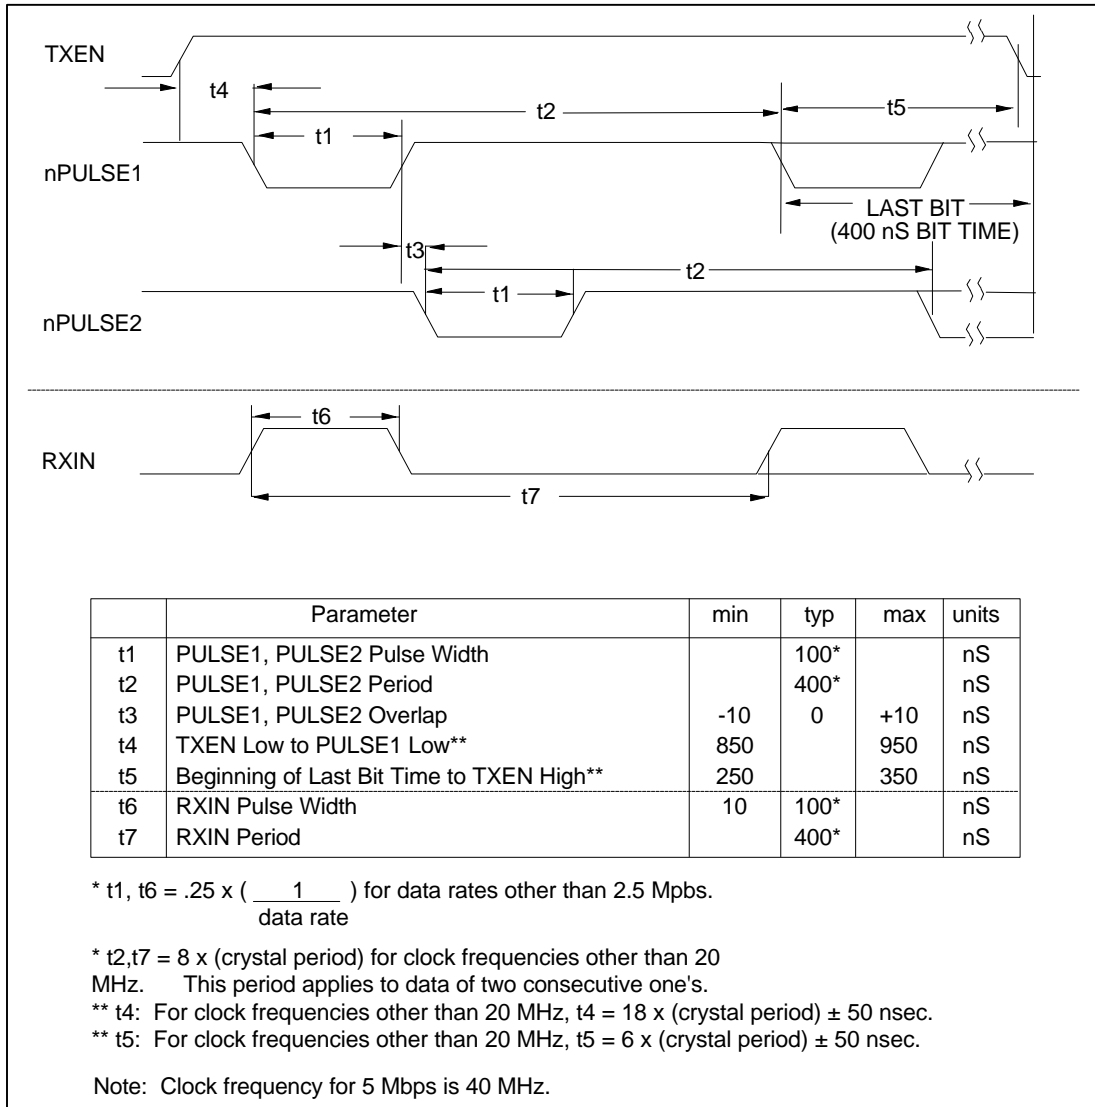 TXEN
t4
t2
t5
t1
nPULSE1
LAST BIT
(400 nS BIT TIME)
t3
t2
t1
nPULSE2
t6
RXIN
t7
Parameter min typ max units
t1 PULSE1, PULSE2 Pulse Width 100* nS
t2 PULSE1, PULSE2 Period 400* nS
t3 PULSE1, PULSE2 Overlap -10 0 +10 nS
t4 TXEN Low to PULSE1 Low** 850 950 nS
t5 Beginning of Last Bit Time to TXEN High** 250 350 nS
t6 RXIN Pulse Width 10 100* nS
t7 RXIN Period 400* nS
* t1, t6 = .25 x ( 1 ) for data rates other than 2.5 Mpbs.
data rate
* t2,t7 = 8 x (crystal period) for clock frequencies other than 20
MHz. This period applies to data of two consecutive one's.
** t4: For clock frequencies other than 20 MHz, t4 = 18 x (crystal period) ± 50 nsec.
** t5: For clock frequencies other than 20 MHz, t5 = 6 x (crystal period) ± 50 nsec.
Note: Clock frequency for 5 Mbps is 40 MHz.